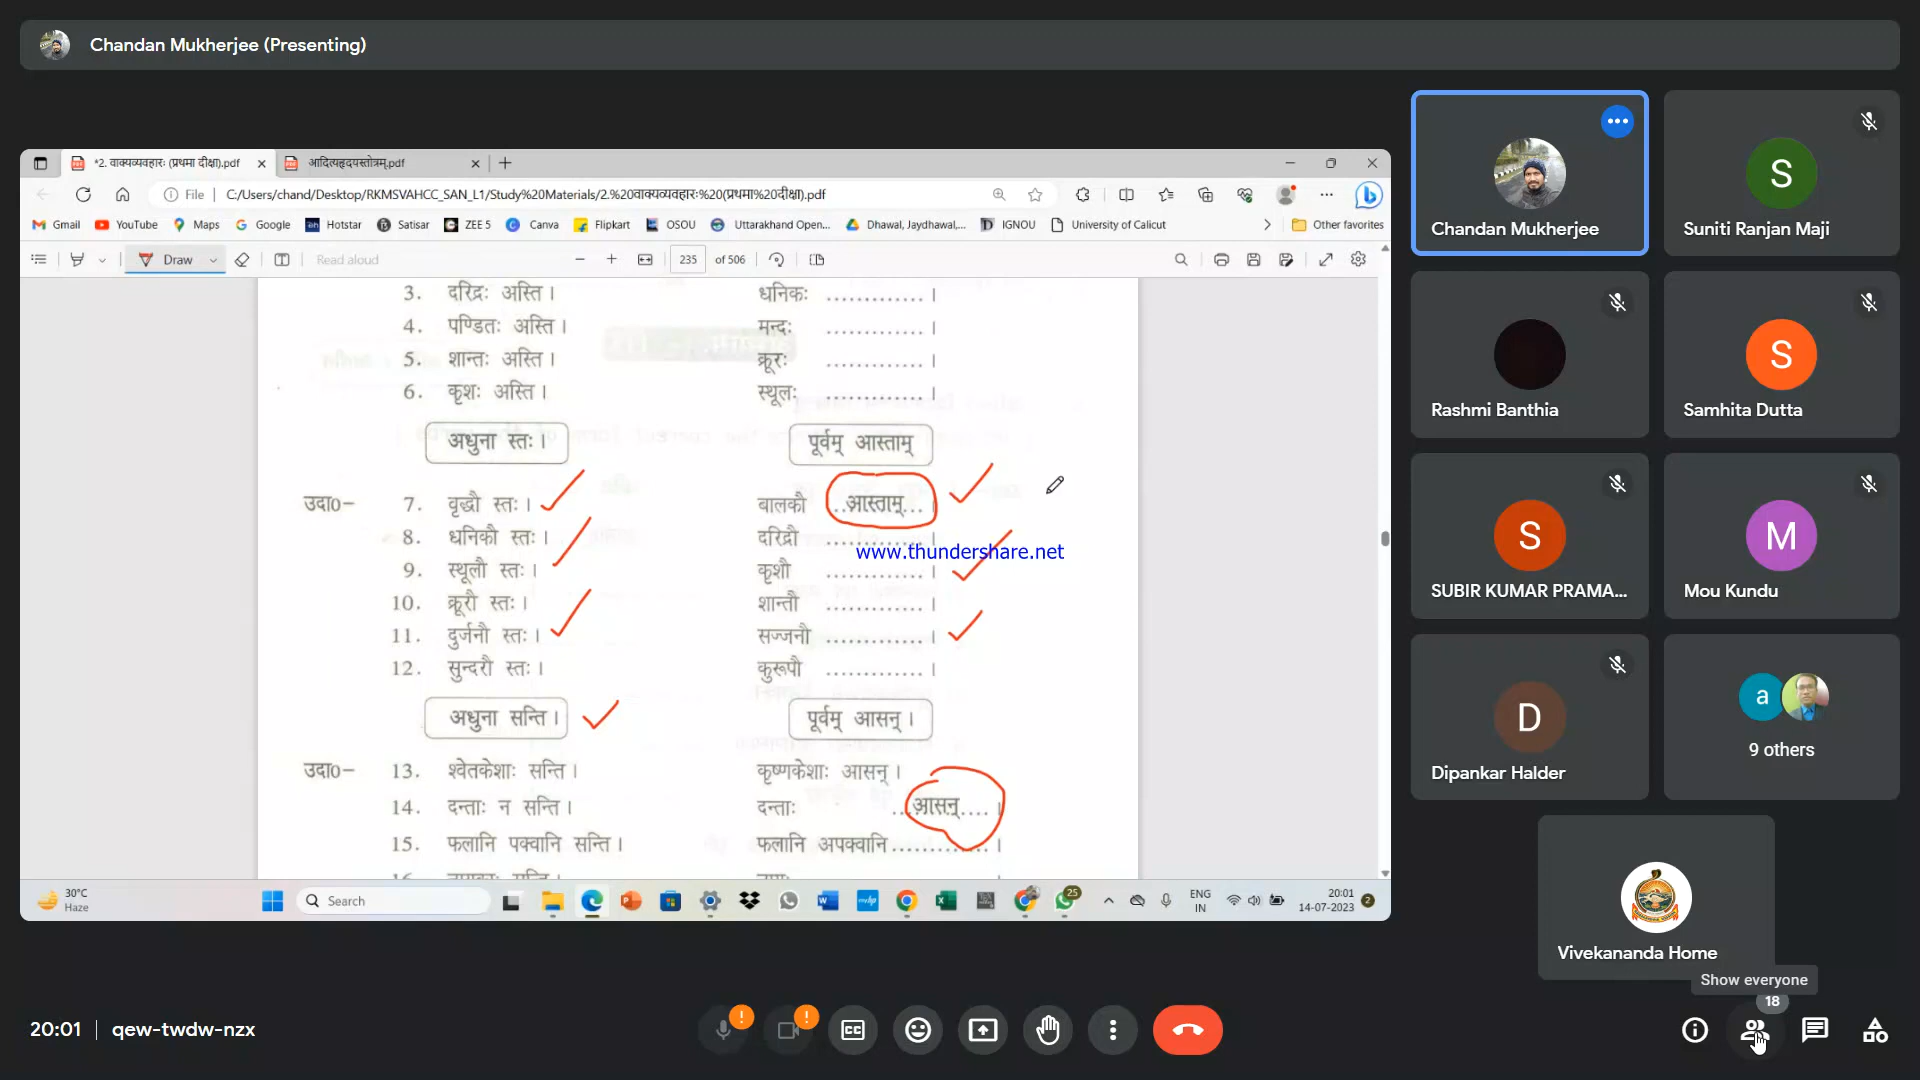 Chandan Mukherjee (Presenting)
*2. वाक्यव्यवहारः (प्रथमा दीक्षा).pdf
आदित्यहृदयस्तोत्रम्.pdf
File
C:/Users/chand/Desktop/RKMSVAHCC_SAN_L1/Study%20Materials/2.%20वाक्यव्यवहारः%20(प्रथमा%20दीक्षा).pdf
Gmail YouTube Maps Google Hotstar Satisar ZEE 5 Canva Flipkart OSOU Uttarakhand Open... Dhawal, Jaydhawal,... IGNOU University of Calicut Other favorites
Draw Read aloud 235 of 506
3. दरिद्रः अस्ति । धनिकः ............. ।
4. पण्डितः अस्ति । मन्दः ............. ।
5. शान्तः अस्ति । क्रूरः ............. ।
6. कृशः अस्ति । स्थूलः ............. ।
अधुना स्तः । पूर्वम् आस्ताम्
उदा0- 7. वृद्धौ स्तः । बालकौ ..आस्ताम्... ।
8. धनिकौ स्तः । दरिद्रौ ............. ।
www.thundershare.net
9. स्थूलौ स्तः । कृशौ ............. ।
10. क्रूरौ स्तः । शान्तौ ............. ।
11. दुर्जनौ स्तः । सज्जनौ ............. ।
12. सुन्दरौ स्तः । कुरूपौ ............. ।
अधुना सन्ति । पूर्वम् आसन् ।
उदा0- 13. श्वेतकेशाः सन्ति । कृष्णकेशाः आसन् ।
14. दन्ताः न सन्ति । दन्ताः ..आसन्.... ।
15. फलानि पक्वानि सन्ति । फलानि अपक्वानि............. ।
30°C
Haze
Search
25
ENG
IN
20:01
14-07-2023
2
Chandan Mukherjee
S
Suniti Ranjan Maji
Rashmi Banthia
S
Samhita Dutta
S
SUBIR KUMAR PRAMA...
M
Mou Kundu
D
Dipankar Halder
a
9 others
Vivekananda Home
Show everyone
18
20:01 | qew-twdw-nzx